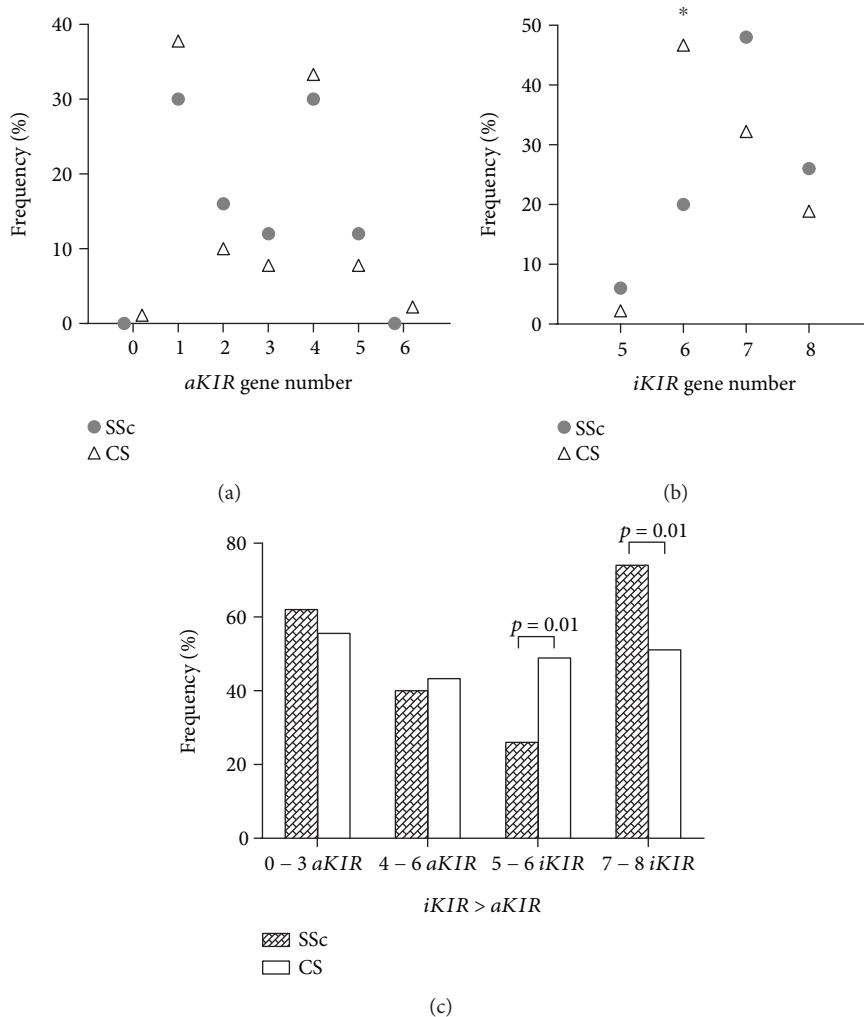 40
30
20
10
0
Frequency (%)
0 1 2 3 4 5 6
aKIR gene number
SSc
CS
(a)
*
50
40
30
20
10
0
Frequency (%)
5 6 7 8
iKIR gene number
SSc
CS
(b)
80
60
40
20
0
Frequency (%)
p = 0.01
p = 0.01
0 – 3 aKIR 4 – 6 aKIR 5 – 6 iKIR 7 – 8 iKIR
iKIR > aKIR
SSc
CS
(c)